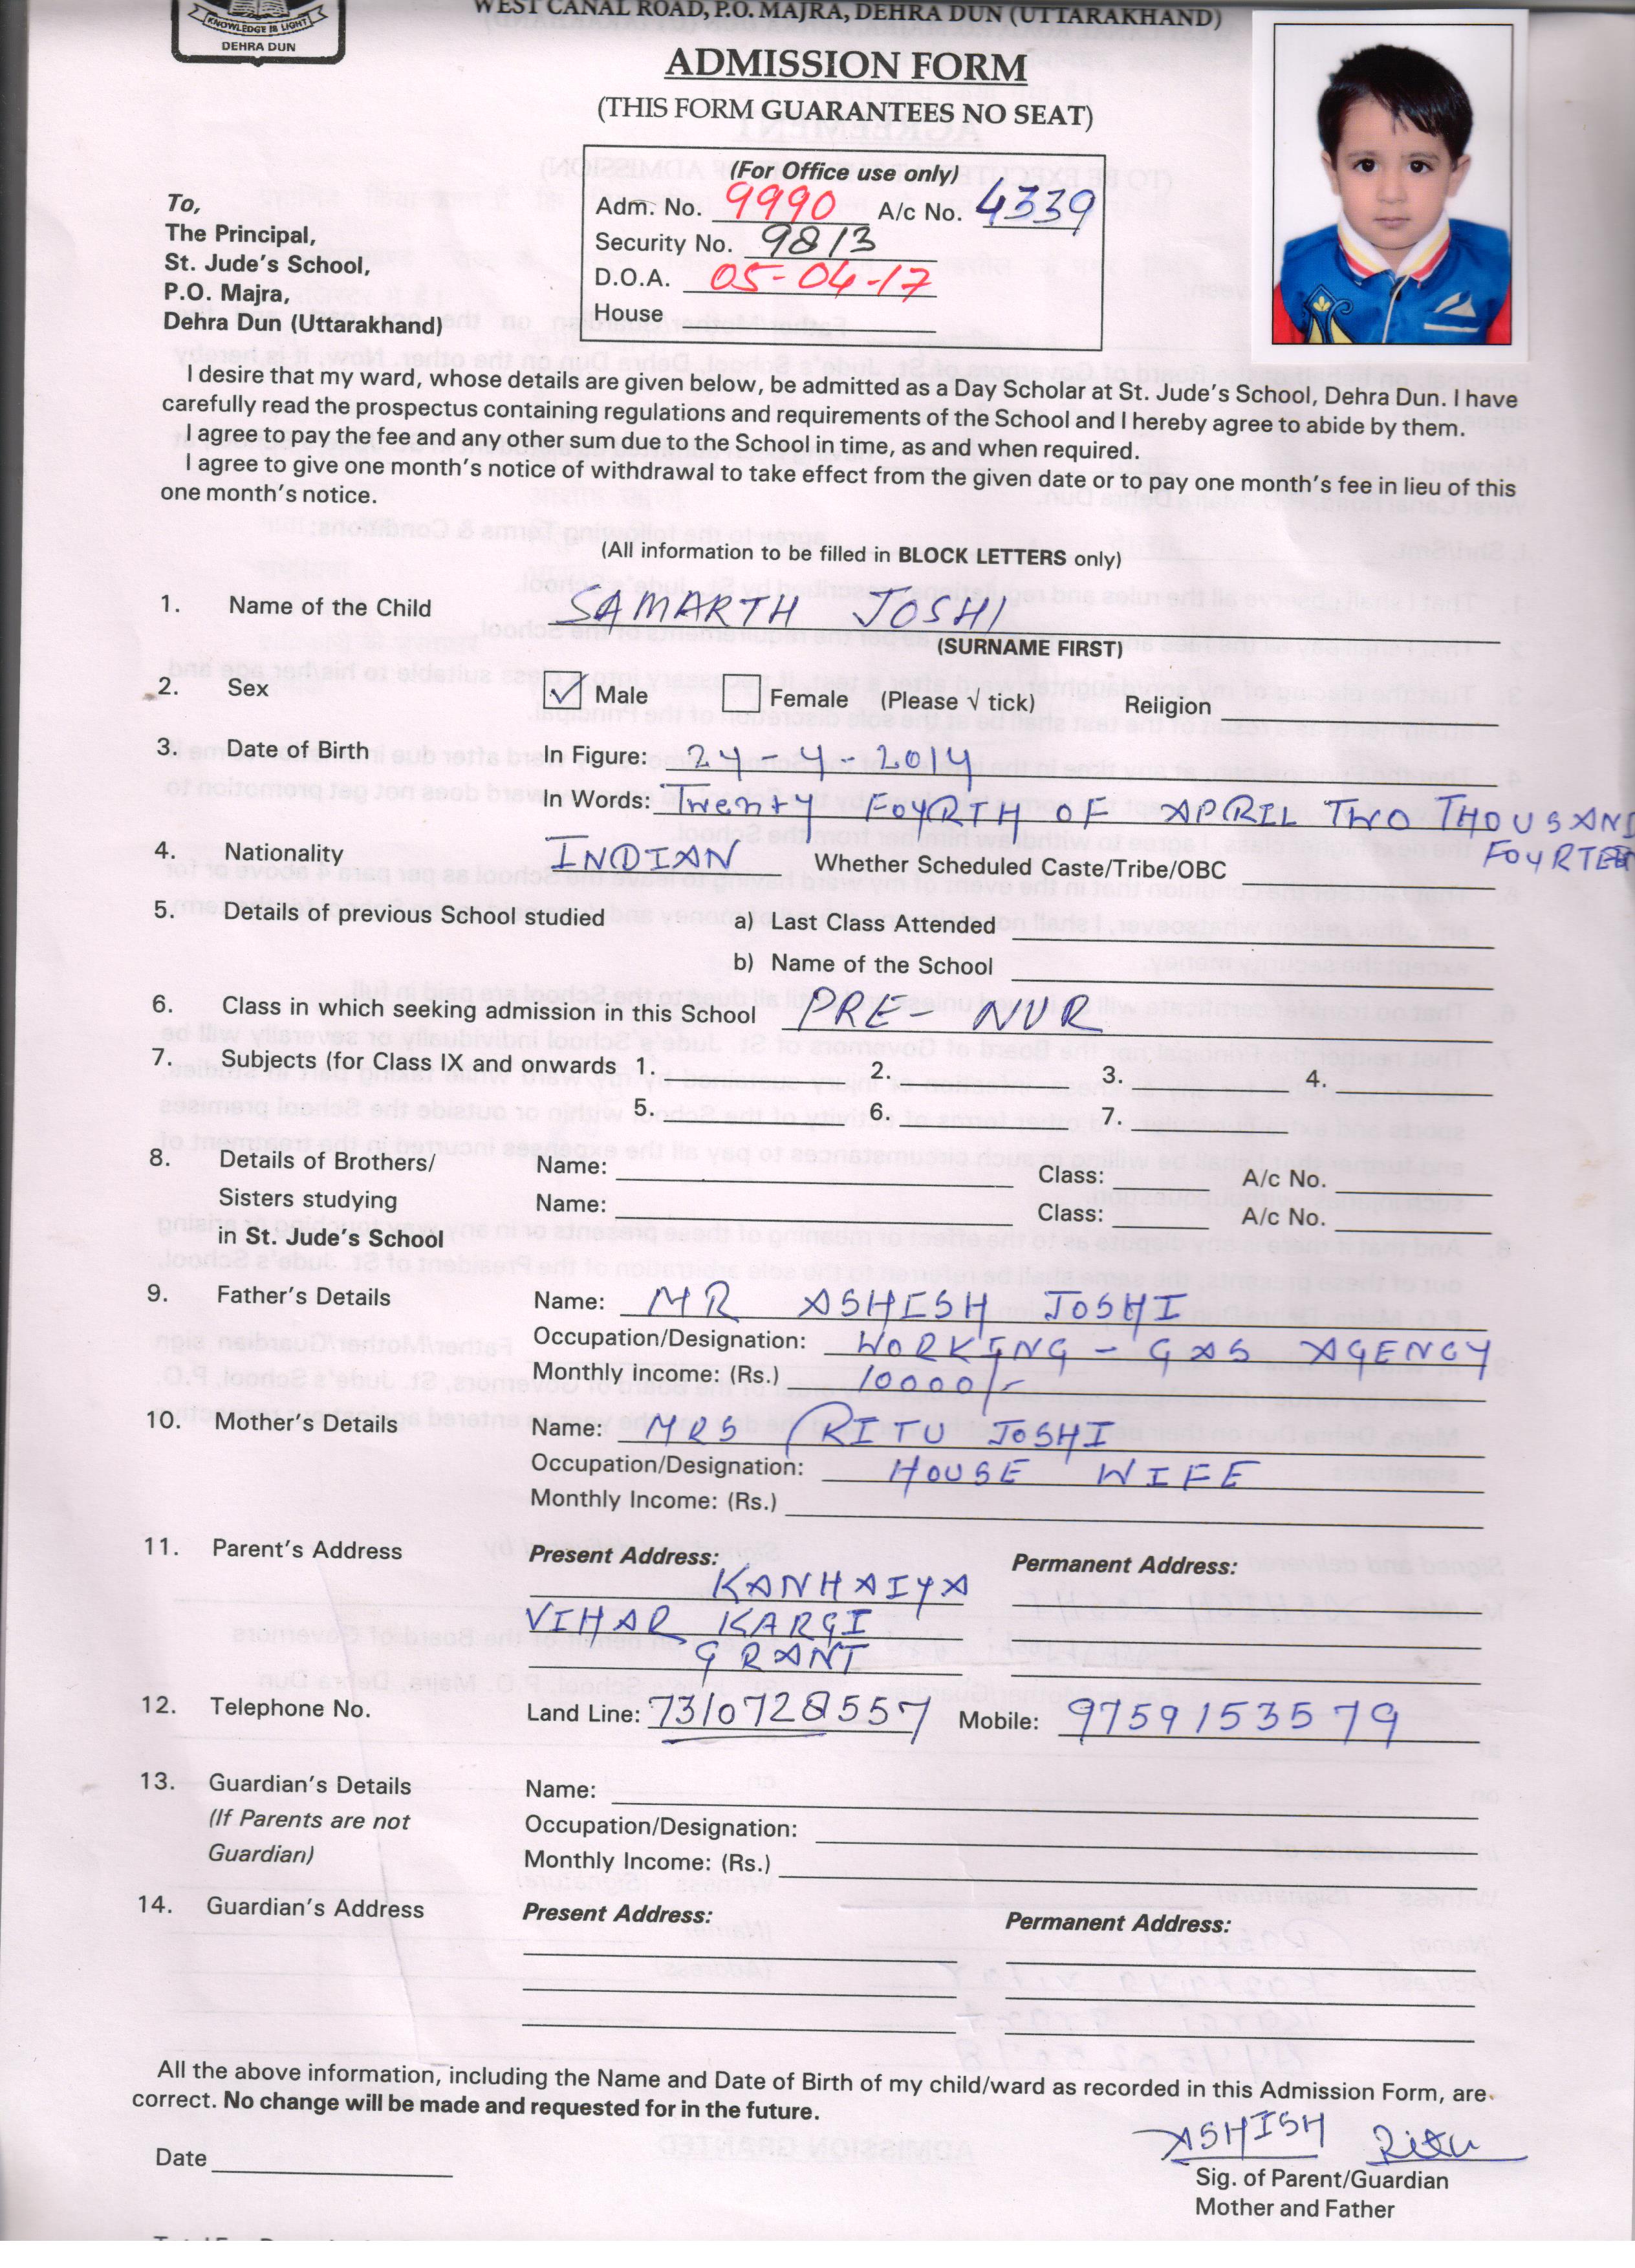 KNOWLEDGE IS LIGHT
DEHRA DUN
WEST CANAL ROAD, P.O. MAJRA, DEHRA DUN (UTTARAKHAND)
ADMISSION FORM
(THIS FORM GUARANTEES NO SEAT)
(For Office use only)
Adm. No. 9990 A/c No. 4339
Security No. 9813
D.O.A. 05-04-17
House
To,
The Principal,
St. Jude's School,
P.O. Majra,
Dehra Dun (Uttarakhand)
I desire that my ward, whose details are given below, be admitted as a Day Scholar at St. Jude's School, Dehra Dun. I have
carefully read the prospectus containing regulations and requirements of the School and I hereby agree to abide by them.
I agree to pay the fee and any other sum due to the School in time, as and when required.
I agree to give one month's notice of withdrawal to take effect from the given date or to pay one month's fee in lieu of this
one month's notice.
(All information to be filled in BLOCK LETTERS only)
1. Name of the Child SAMARTH JOSHI
(SURNAME FIRST)
2. Sex ✓ Male Female (Please √ tick) Religion
3. Date of Birth In Figure: 24-4-2014
In Words: Twenty FOYRTH OF APRIL TWO THOUSAND
FOYRTEEN
4. Nationality INDIAN Whether Scheduled Caste/Tribe/OBC
5. Details of previous School studied a) Last Class Attended
b) Name of the School
6. Class in which seeking admission in this School PRE- NUR
7. Subjects (for Class IX and onwards 1. 2. 3. 4.
5. 6. 7.
8. Details of Brothers/ Name: Class: A/c No.
Sisters studying Name: Class: A/c No.
in St. Jude's School
9. Father's Details Name: MR ASHESH JOSHI
Occupation/Designation: WORKING - GAS AGENCY
Monthly Income: (Rs.) 10000/-
10. Mother's Details Name: MRS RITU JOSHI
Occupation/Designation: HOUSE WIFE
Monthly Income: (Rs.)
11. Parent's Address Present Address: Permanent Address:
KANHAIYA
VIHAR KARGI
GRANT
12. Telephone No. Land Line: 7310728557 Mobile: 9759153579
13. Guardian's Details Name:
(If Parents are not Occupation/Designation:
Guardian) Monthly Income: (Rs.)
14. Guardian's Address Present Address: Permanent Address:
All the above information, including the Name and Date of Birth of my child/ward as recorded in this Admission Form, are
correct. No change will be made and requested for in the future.
ASHISH Ritu
Date Sig. of Parent/Guardian
Mother and Father